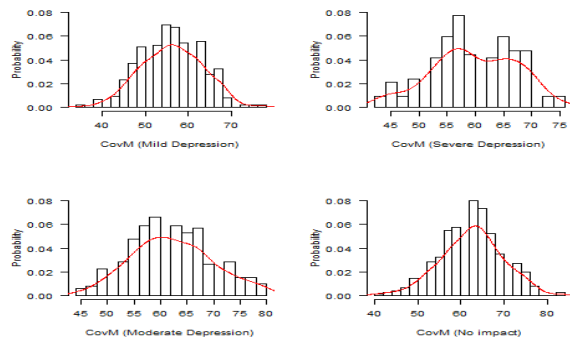 0.08
0.06
0.04
0.02
0.00
Probability
40 50 60 70
CovM (Mild Depression)
0.08
0.06
0.04
0.02
0.00
Probability
45 50 55 60 65 70 75
CovM (Severe Depression)
0.08
0.06
0.04
0.02
0.00
Probability
45 50 55 60 65 70 75 80
CovM (Moderate Depression)
0.08
0.06
0.04
0.02
0.00
Probability
40 50 60 70 80
CovM (No impact)